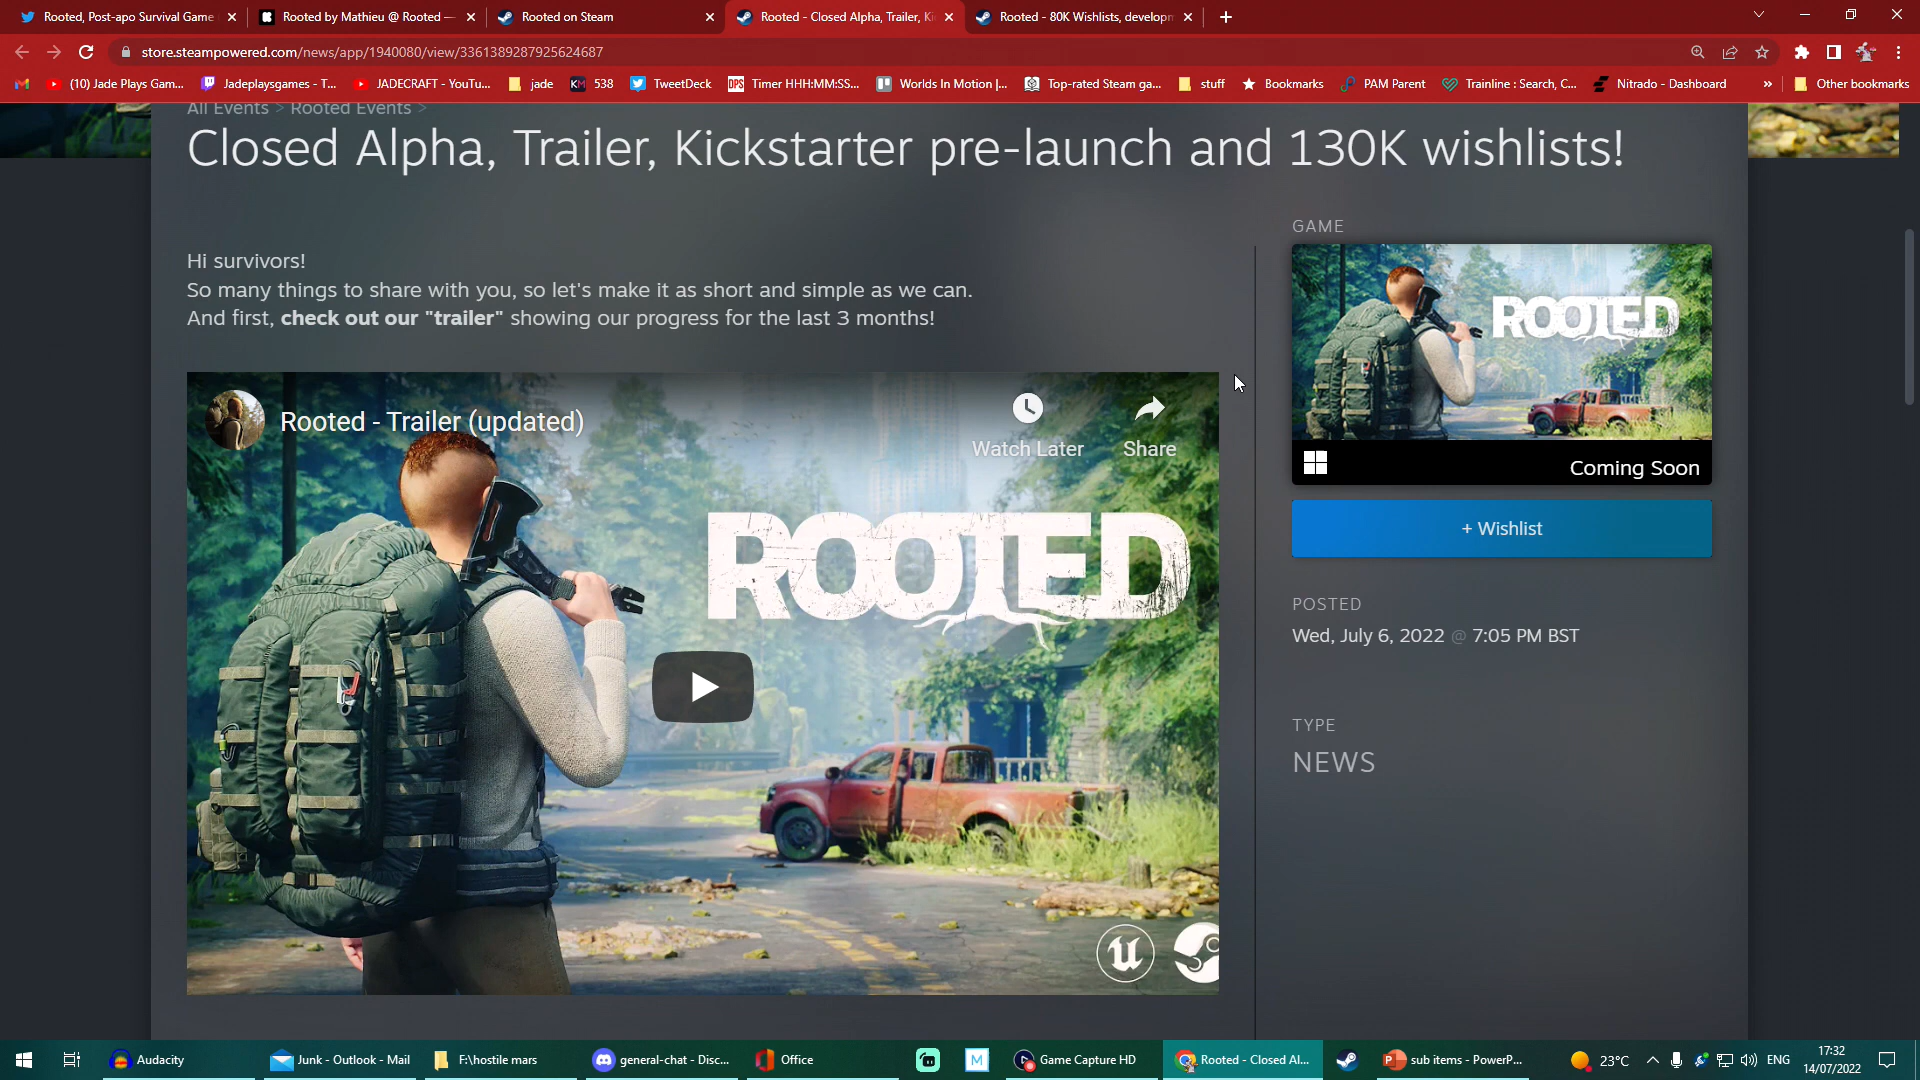 Rooted, Post-apo Survival Game
Rooted by Mathieu @ Rooted —
Rooted on Steam
Rooted - Closed Alpha, Trailer, Ki
Rooted - 80K Wishlists, developm
store.steampowered.com/news/app/1940080/view/3361389287925624687
(10) Jade Plays Gam...
Jadeplaysgames - T...
JADECRAFT - YouTu...
jade
538
TweetDeck
Timer HHH:MM:SS...
Worlds In Motion |...
Top-rated Steam ga...
stuff
Bookmarks
PAM Parent
Trainline : Search, C...
Nitrado - Dashboard
»
Other bookmarks
All Events > Rooted Events >
Closed Alpha, Trailer, Kickstarter pre-launch and 130K wishlists!
Hi survivors!
So many things to share with you, so let's make it as short and simple as we can.
And first, check out our "trailer" showing our progress for the last 3 months!
Rooted - Trailer (updated)
Watch Later
Share
ROOTED
GAME
ROOTED
Coming Soon
+ Wishlist
POSTED
Wed, July 6, 2022 @ 7:05 PM BST
TYPE
NEWS
Audacity
Junk - Outlook - Mail
F:\hostile mars
general-chat - Disc...
Office
M
Game Capture HD
Rooted - Closed Al...
sub items - PowerP...
23°C
ENG
17:32
14/07/2022